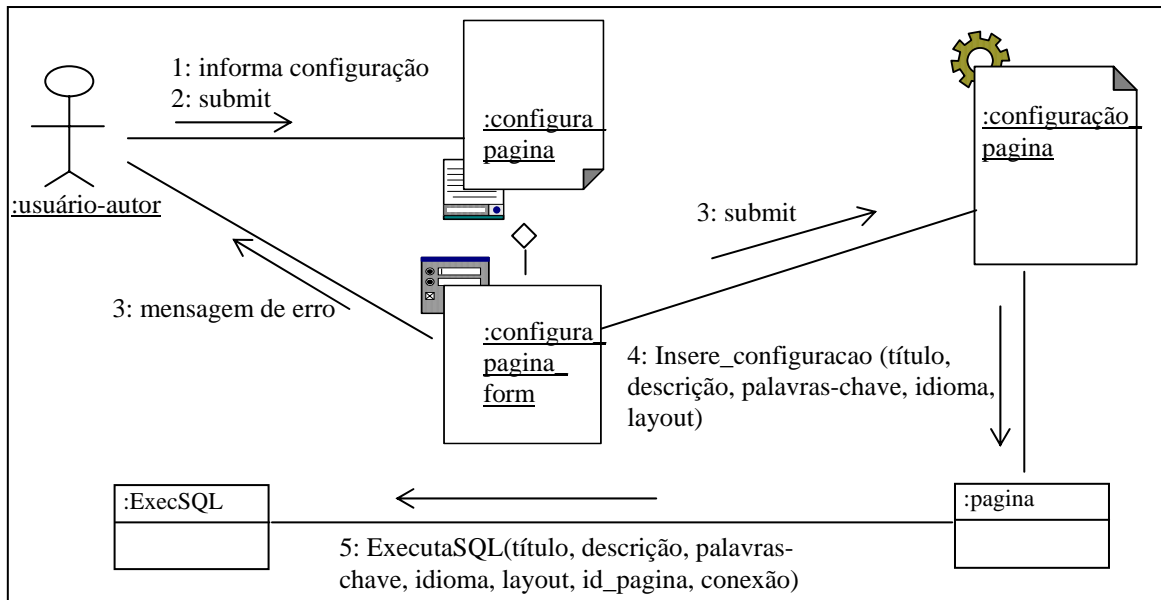 1: informa configuração
2: submit
:configura_
pagina
:configuração_
pagina
:usuário-autor
3: submit
3: mensagem de erro
:configura_
pagina_
form
4: Insere_configuracao (título,
descrição, palavras-chave, idioma,
layout)
:ExecSQL
:pagina
5: ExecutaSQL(título, descrição, palavras-
chave, idioma, layout, id_pagina, conexão)